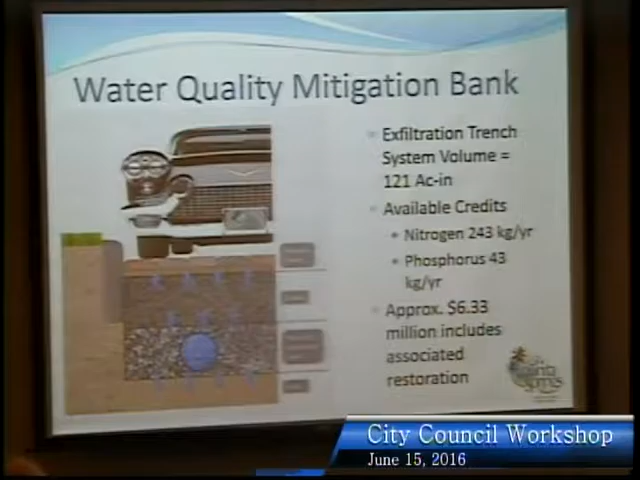 Water Quality Mitigation Bank
Exfiltration Trench
System Volume =
121 Ac-in
Available Credits
• Nitrogen 243 kg/yr
• Phosphorus 43
kg/yr
Approx. $6.33
million includes
associated
restoration
City Council Workshop
June 15, 2016